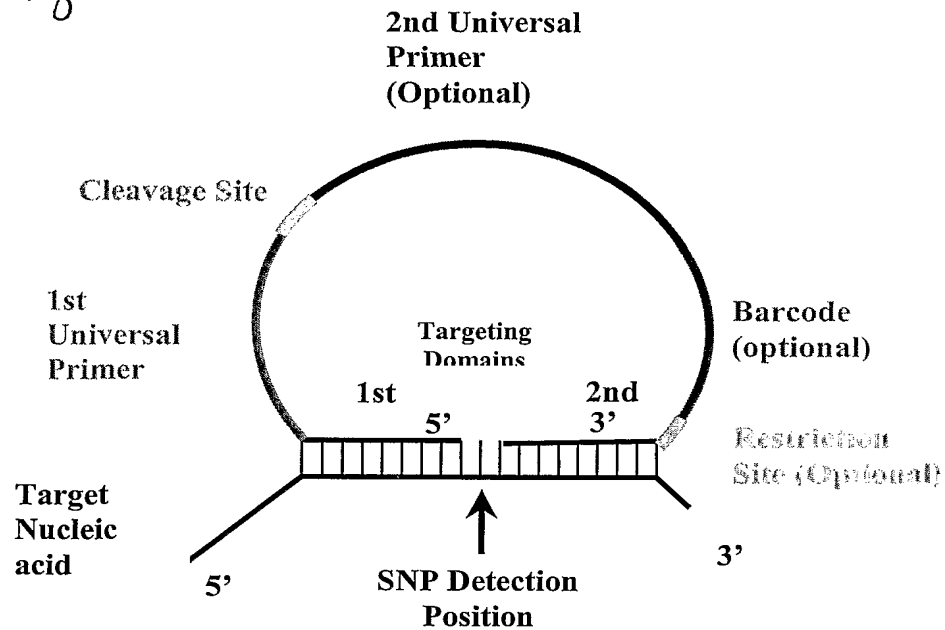 2nd Universal
Primer
(Optional)
Cleavage Site
1st
Universal
Primer
Targeting
Domains
Barcode
(optional)
1st
2nd
5’
3’
Restriction
Site (Optional)
Target
Nucleic
acid
5’
3’
SNP Detection
Position